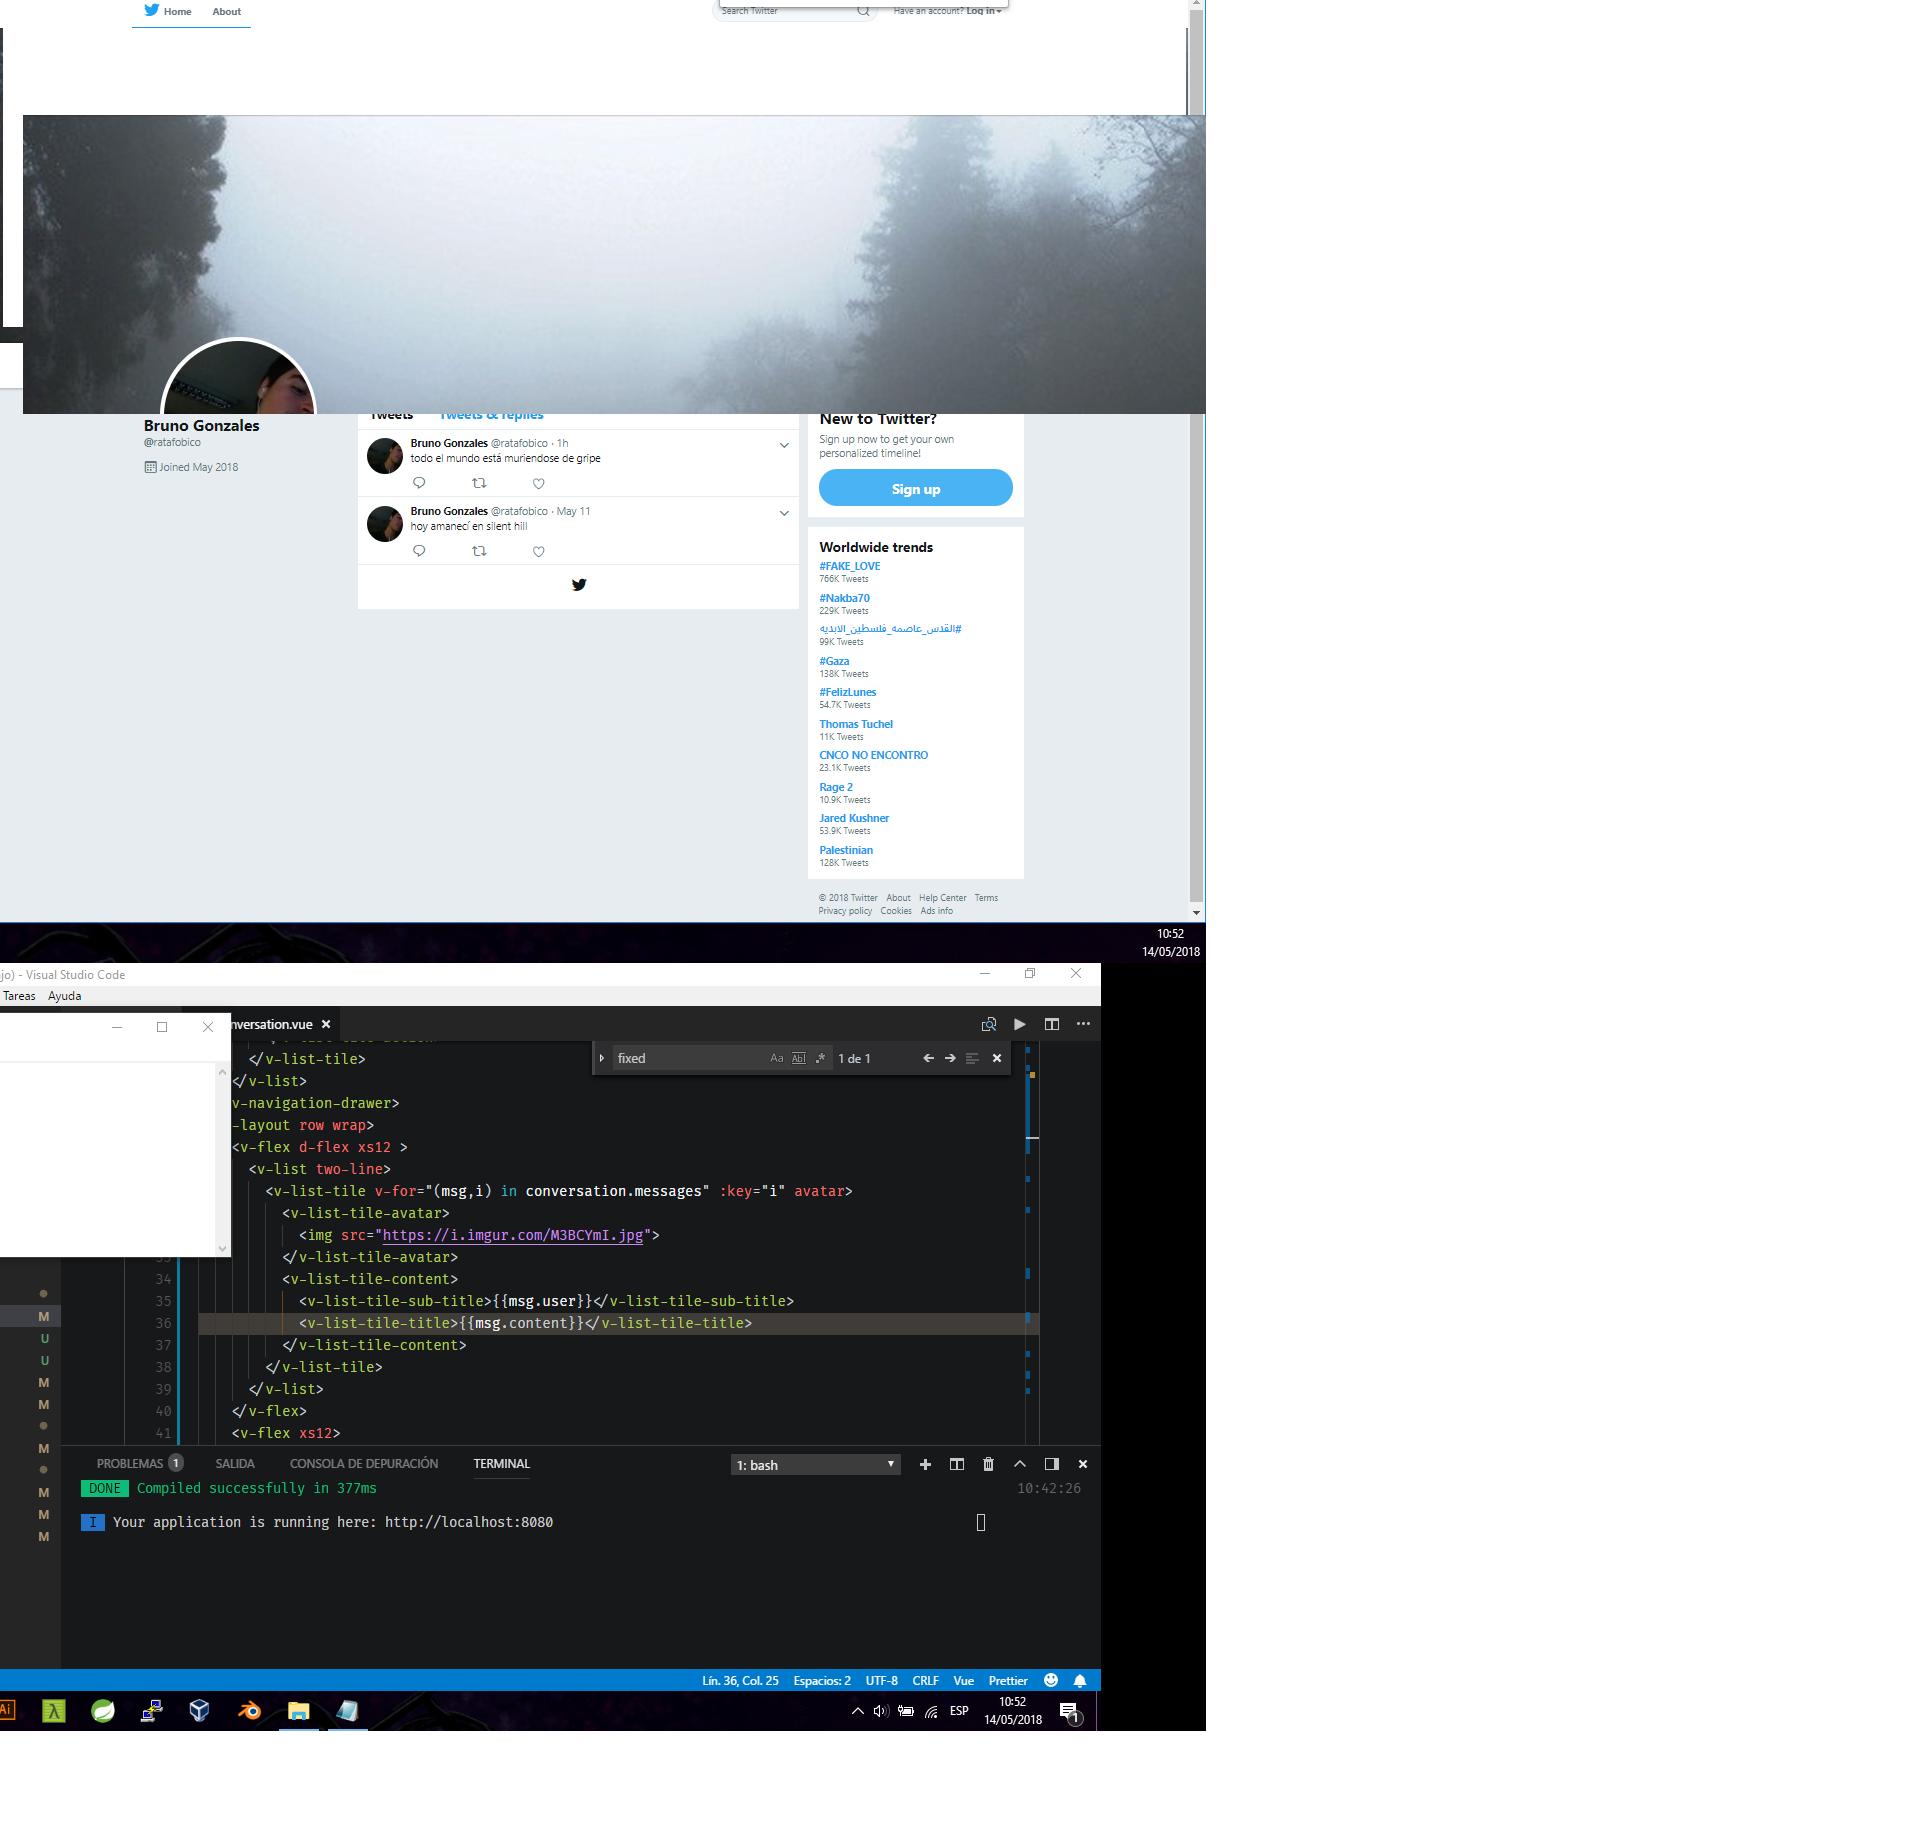 Home About
Search Twitter
Have an account? Log in
Tweets Tweets & replies
Bruno Gonzales
@ratafobico
Joined May 2018
Bruno Gonzales @ratafobico · 1h
todo el mundo está muriendose de gripe
Bruno Gonzales @ratafobico · May 11
hoy amanecí en silent hill
New to Twitter?
Sign up now to get your own
personalized timeline!
Sign up
Worldwide trends
#FAKE_LOVE
766K Tweets
#Nakba70
229K Tweets
#القدس_عاصمه_فلسطين_الابديه
99K Tweets
#Gaza
138K Tweets
#FelizLunes
54.7K Tweets
Thomas Tuchel
11K Tweets
CNCO NO ENCONTRO
23.1K Tweets
Rage 2
10.9K Tweets
Jared Kushner
53.9K Tweets
Palestinian
128K Tweets
© 2018 Twitter About Help Center Terms
Privacy policy Cookies Ads info
10:52
14/05/2018
jo) - Visual Studio Code
Tareas Ayuda
nversation.vue
fixed Aa Abl .* 1 de 1
</v-list-tile>
</v-list>
v-navigation-drawer>
-layout row wrap>
<v-flex d-flex xs12 >
<v-list two-line>
<v-list-tile v-for="(msg,i) in conversation.messages" :key="i" avatar>
<v-list-tile-avatar>
<img src="https://i.imgur.com/M3BCYmI.jpg">
</v-list-tile-avatar>
34 <v-list-tile-content>
35 <v-list-tile-sub-title>{{msg.user}}</v-list-tile-sub-title>
36 <v-list-tile-title>{{msg.content}}</v-list-tile-title>
37 </v-list-tile-content>
38 </v-list-tile>
39 </v-list>
40 </v-flex>
41 <v-flex xs12>
M
U
U
M
M
M
M
M
M
PROBLEMAS 1 SALIDA CONSOLA DE DEPURACIÓN TERMINAL 1: bash
DONE Compiled successfully in 377ms 10:42:26
I Your application is running here: http://localhost:8080
Lín. 36, Col. 25 Espacios: 2 UTF-8 CRLF Vue Prettier
Ai λ ESP
10:52
14/05/2018
1